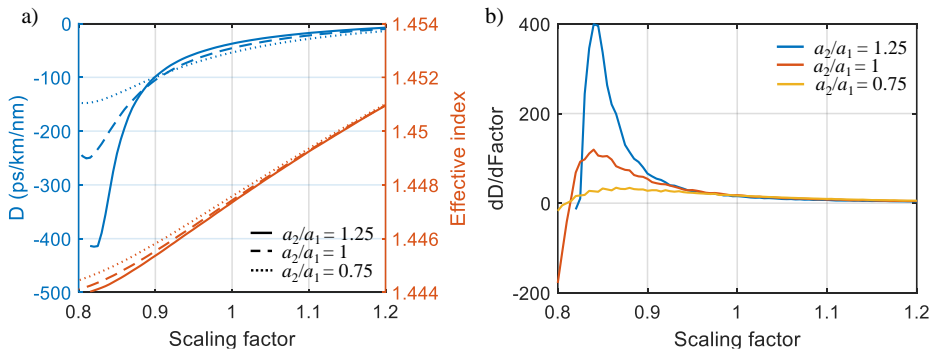 a)
0
-100
-200
-300
-400
-500
D (ps/km/nm)
1.454
1.452
1.45
1.448
1.446
1.444
Effective index
a₂/a₁ = 1.25
a₂/a₁ = 1
a₂/a₁ = 0.75
0.8 0.9 1 1.1 1.2
Scaling factor
b)
400
200
0
-200
dD/dFactor
a₂/a₁ = 1.25
a₂/a₁ = 1
a₂/a₁ = 0.75
0.8 0.9 1 1.1 1.2
Scaling factor